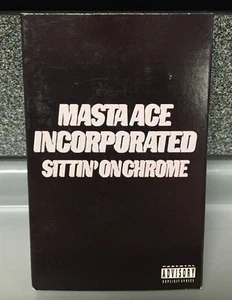 MASTA ACE
INCORPORATED
SITTIN' ON CHROME
PARENTAL
ADVISORY
EXPLICIT LYRICS